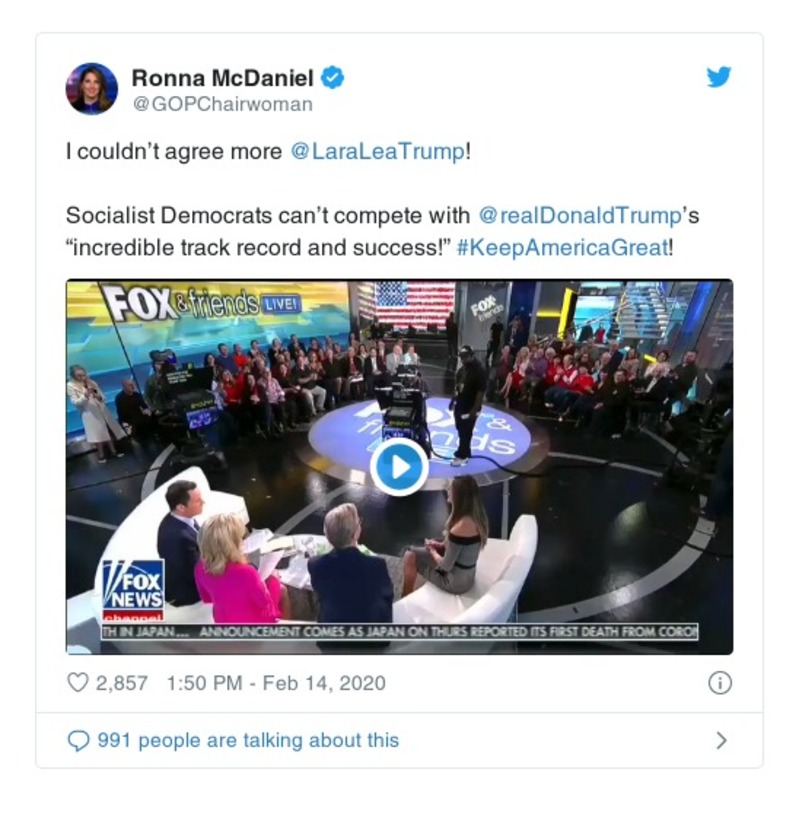 Ronna McDaniel
@GOPChairwoman
I couldn’t agree more @LaraLeaTrump!
Socialist Democrats can’t compete with @realDonaldTrump’s
“incredible track record and success!” #KeepAmericaGreat!
FOX & friends LIVE!
FOX & friends
FOX & friends
FOX NEWS channel
TH IN JAPAN... ANNOUNCEMENT COMES AS JAPAN ON THURS REPORTED ITS FIRST DEATH FROM CORO
2,857 1:50 PM - Feb 14, 2020
991 people are talking about this